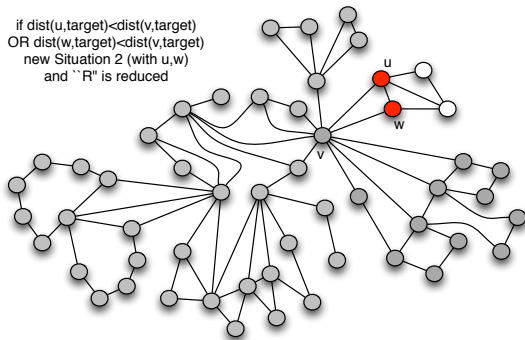 if dist(u,target)<dist(v,target)
OR dist(w,target)<dist(v,target)
new Situation 2 (with u,w)
and ``R" is reduced
u
w
v